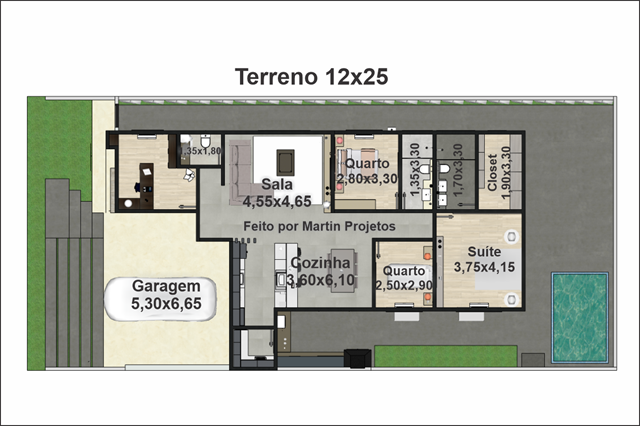 Terreno 12x25
1,35x1,80
Sala
4,55x4,65
Quarto
2,80x3,30
1,35x3,30
1,70x3,30
Closet
1,90x3,30
Feito por Martin Projetos
Cozinha
3,60x6,10
Quarto
2,50x2,90
Suíte
3,75x4,15
Garagem
5,30x6,65